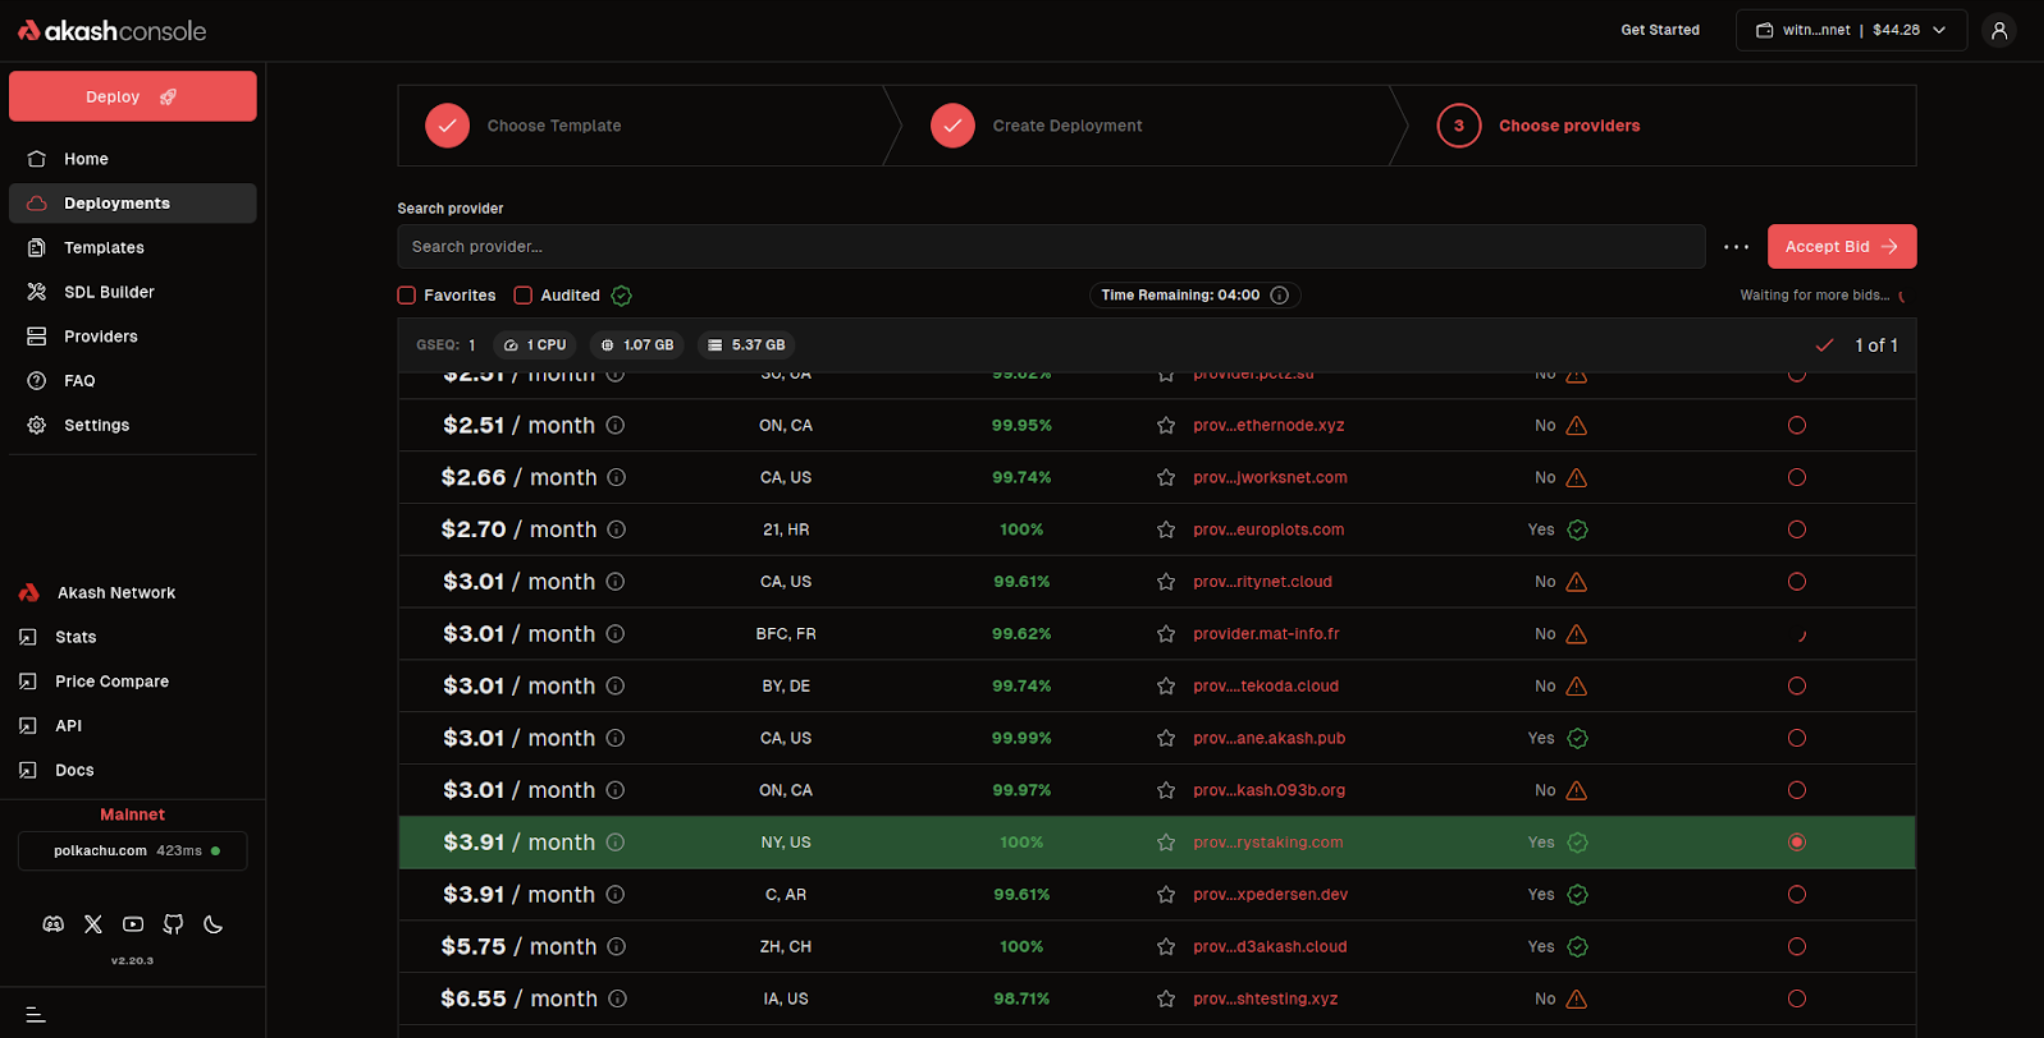 akashconsole
Get Started
witn...nnet | $44.28
Deploy
Home
Deployments
Templates
SDL Builder
Providers
FAQ
Settings
Akash Network
Stats
Price Compare
API
Docs
Mainnet
polkachu.com 423ms
v2.20.3
Choose Template
Create Deployment
3 Choose providers
Search provider
Search provider...
Accept Bid
Favorites Audited
Time Remaining: 04:00
Waiting for more bids...
GSEQ: 1 1 CPU 1.07 GB 5.37 GB 1 of 1
$2.51 / month 99.62% provider.pctz.su No
$2.51 / month ON, CA 99.95% prov...ethernode.xyz No
$2.66 / month CA, US 99.74% prov...jworksnet.com No
$2.70 / month 21, HR 100% prov...europlots.com Yes
$3.01 / month CA, US 99.61% prov...ritynet.cloud No
$3.01 / month BFC, FR 99.62% provider.mat-info.fr No
$3.01 / month BY, DE 99.74% prov....tekoda.cloud No
$3.01 / month CA, US 99.99% prov...ane.akash.pub Yes
$3.01 / month ON, CA 99.97% prov...kash.093b.org No
$3.91 / month NY, US 100% prov...rystaking.com Yes
$3.91 / month C, AR 99.61% prov...xpedersen.dev Yes
$5.75 / month ZH, CH 100% prov...d3akash.cloud Yes
$6.55 / month IA, US 98.71% prov...shtesting.xyz No